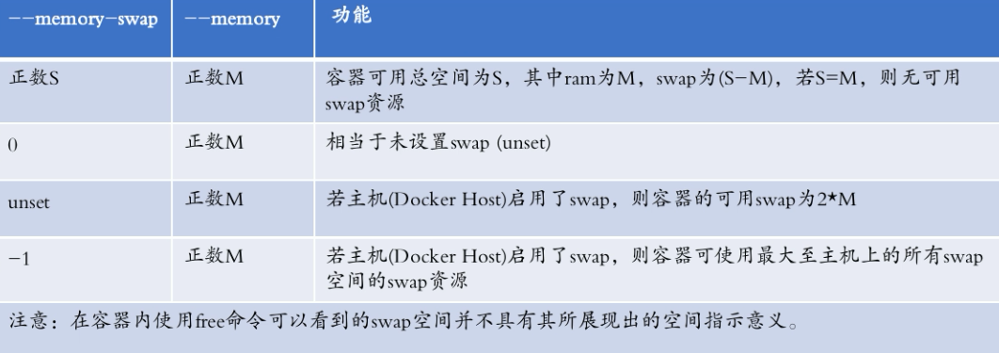 --memory-swap --memory 功能
正数S 正数M 容器可用总空间为S，其中ram为M，swap为(S-M)，若S=M，则无可用
swap资源
0 正数M 相当于未设置swap (unset)
unset 正数M 若主机(Docker Host)启用了swap，则容器的可用swap为2*M
-1 正数M 若主机(Docker Host)启用了swap，则容器可使用最大至主机上的所有swap
空间的swap资源
注意：在容器内使用free命令可以看到的swap空间并不具有其所展现出的空间指示意义。